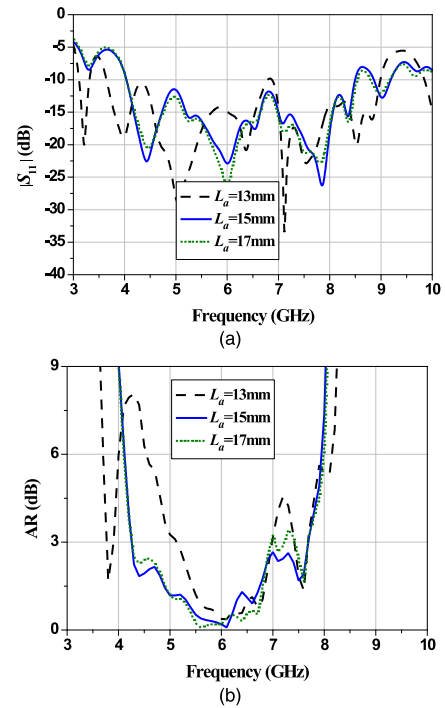 -5
-10
-15
-20
-25
-30
-35
-40
|S11| (dB)
La=13mm
La=15mm
La=17mm
3 4 5 6 7 8 9 10
Frequency (GHz)
(a)
9
6
3
0
AR (dB)
La=13mm
La=15mm
La=17mm
3 4 5 6 7 8 9 10
Frequency (GHz)
(b)